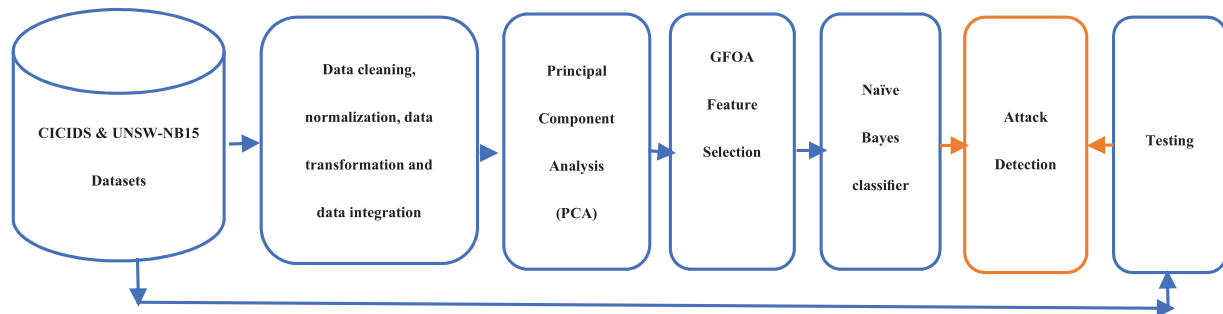 CICIDS & UNSW-NB15
Datasets
Data cleaning,
normalization, data
transformation and
data integration
Principal
Component
Analysis
(PCA)
GFOA
Feature
Selection
Naïve
Bayes
classifier
Attack
Detection
Testing